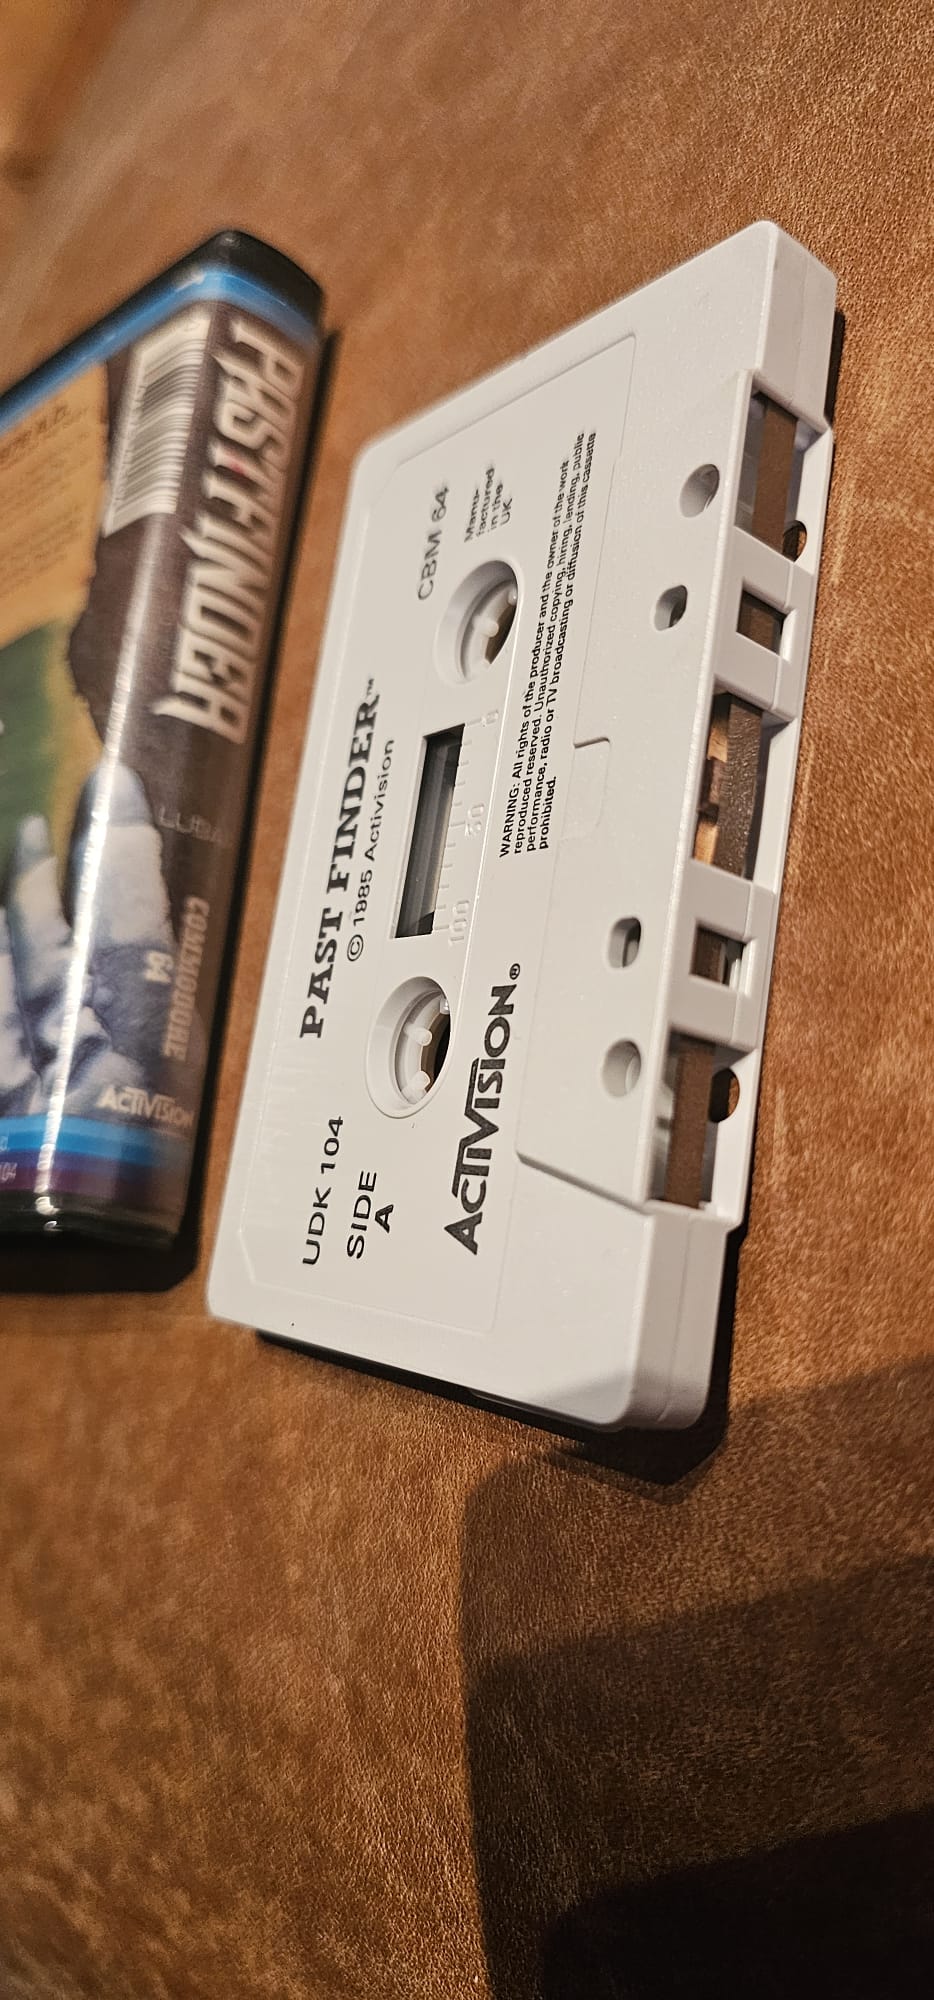 PASTFINDER
COMMODORE
64
ACTIVISION
UDK 104
SIDE
A
PAST FINDER™
© 1985 Activision
CBM 64
Manu-
factured
in the
UK
100 50 0
ACTIVISION®
WARNING: All rights of the producer and the owner of the work
reproduced reserved. Unauthorized copying, hiring, lending, public
performance, radio or TV broadcasting or diffusion of this cassette
prohibited.